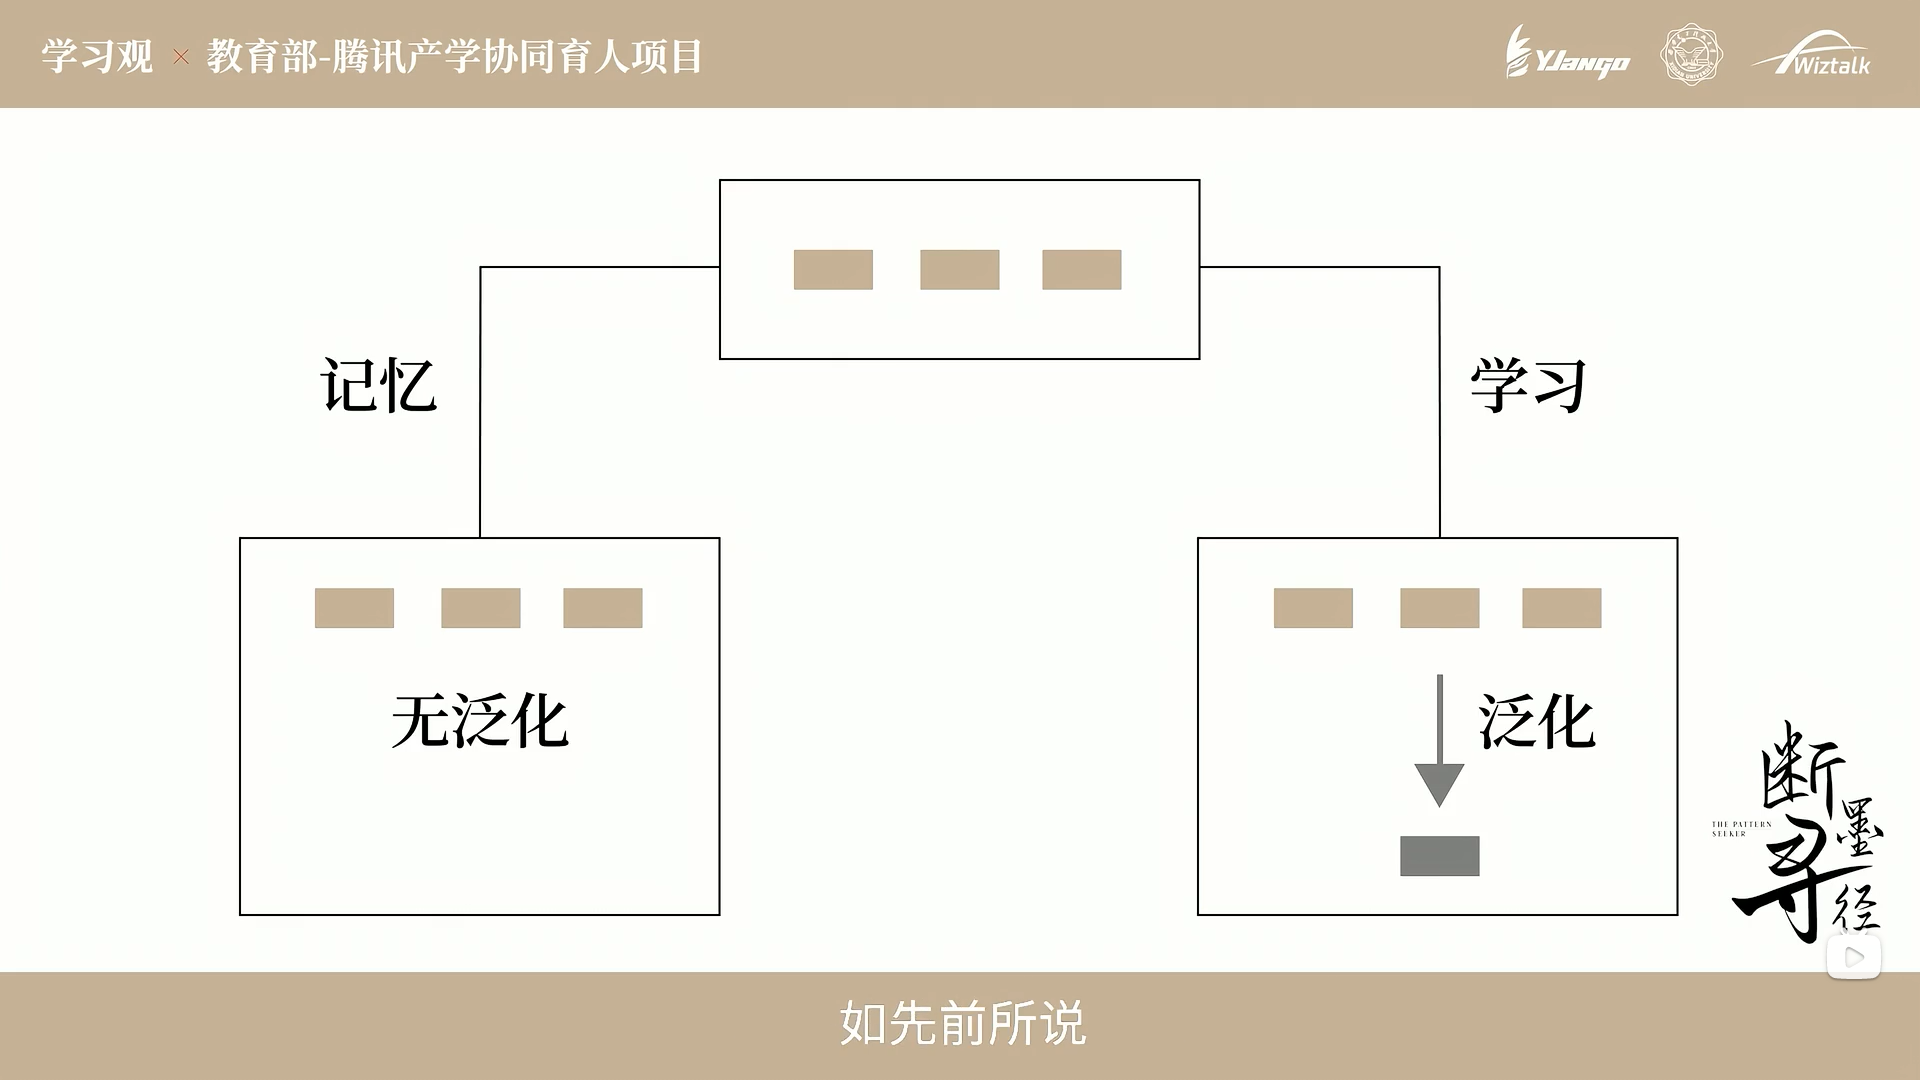 学习观 × 教育部-腾讯产学协同育人项目
YJango
Wiztalk
记忆
学习
无泛化
泛化
断墨寻径
THE PATTERN
SEEKER
如先前所说